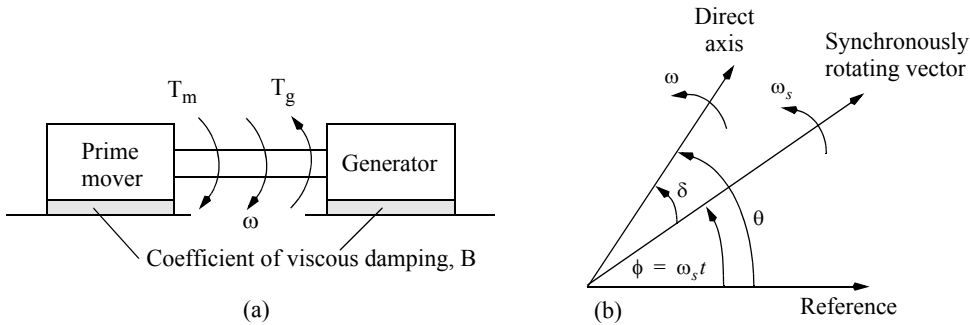 T_m
T_g
Prime
mover
Generator
ω
Coefficient of viscous damping, B
(a)
Direct
axis
Synchronously
rotating vector
ω
ω_s
δ
θ
ϕ = ω_s t
Reference
(b)